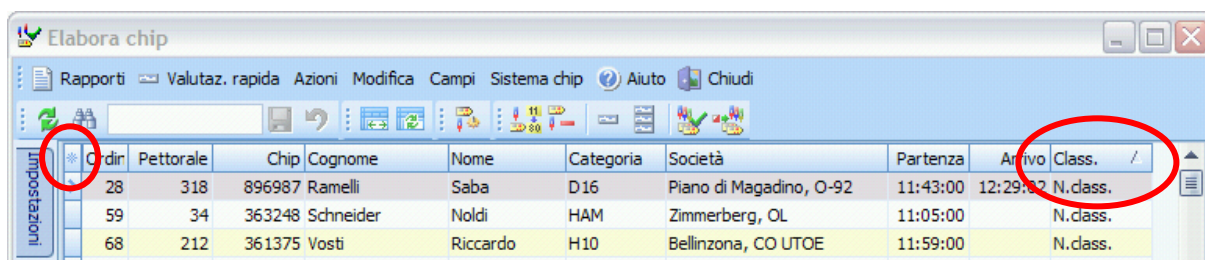 Elabora chip
Rapporti Valutaz. rapida Azioni Modifica Campi Sistema chip Aiuto Chiudi
11
80
Impostazioni
Ordin Pettorale Chip Cognome Nome Categoria Società Partenza Arrivo Class.
28 318 896987 Ramelli Saba D16 Piano di Magadino, O-92 11:43:00 12:29:02 N.class.
59 34 363248 Schneider Noldi HAM Zimmerberg, OL 11:05:00 N.class.
68 212 361375 Vosti Riccardo H10 Bellinzona, CO UTOE 11:59:00 N.class.